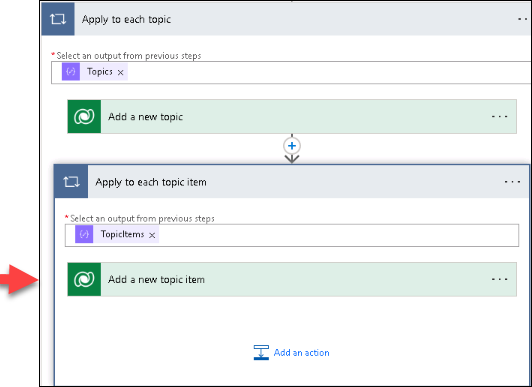 Apply to each topic
* Select an output from previous steps
Topics ×
Add a new topic
Apply to each topic item
* Select an output from previous steps
TopicItems ×
Add a new topic item
Add an action